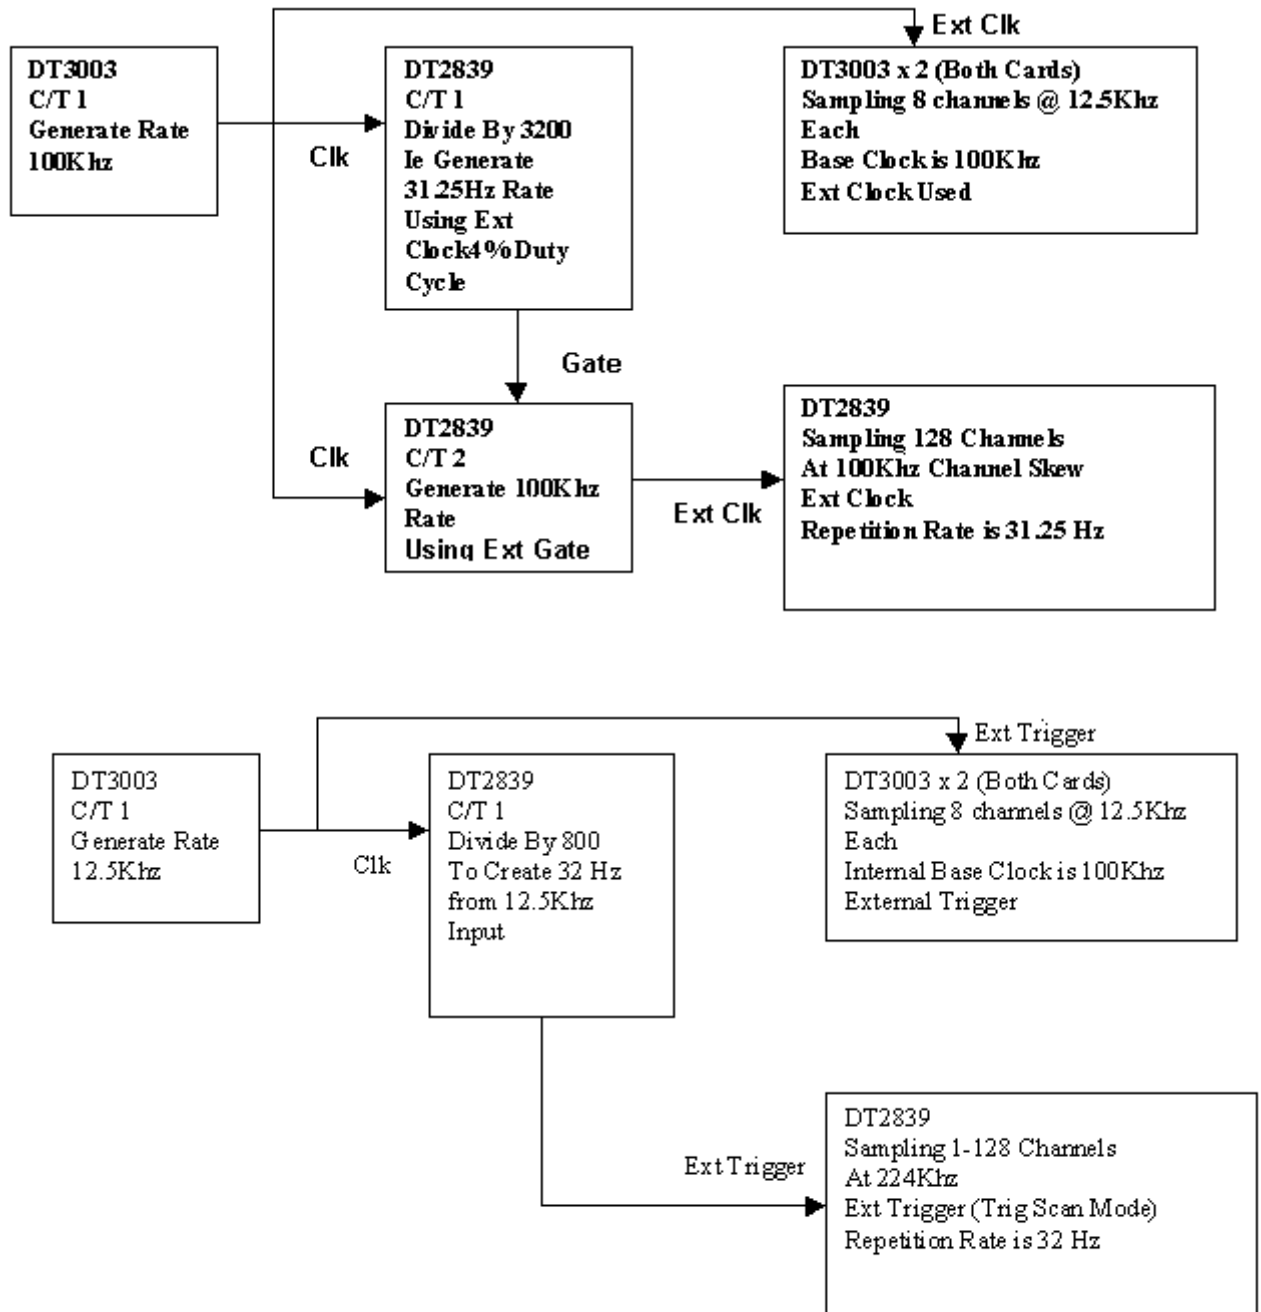 Ext Clk
DT3003
C/T 1
Generate Rate
100Khz
Clk
DT2839
C/T 1
Divide By 3200
Ie Generate
31.25Hz Rate
Using Ext
Clock4%Duty
Cycle
DT3003 x 2 (Both Cards)
Sampling 8 channels @ 12.5Khz
Each
Base Clock is 100Khz
Ext Clock Used
Gate
Clk
DT2839
C/T 2
Generate 100Khz
Rate
Using Ext Gate
Ext Clk
DT2839
Sampling 128 Channels
At 100Khz Channel Skew
Ext Clock
Repetition Rate is 31.25 Hz
Ext Trigger
DT3003
C/T 1
Generate Rate
12.5Khz
Clk
DT2839
C/T 1
Divide By 800
To Create 32 Hz
from 12.5Khz
Input
DT3003 x 2 (Both Cards)
Sampling 8 channels @ 12.5Khz
Each
Internal Base Clock is 100Khz
External Trigger
Ext Trigger
DT2839
Sampling 1-128 Channels
At 224Khz
Ext Trigger (Trig Scan Mode)
Repetition Rate is 32 Hz